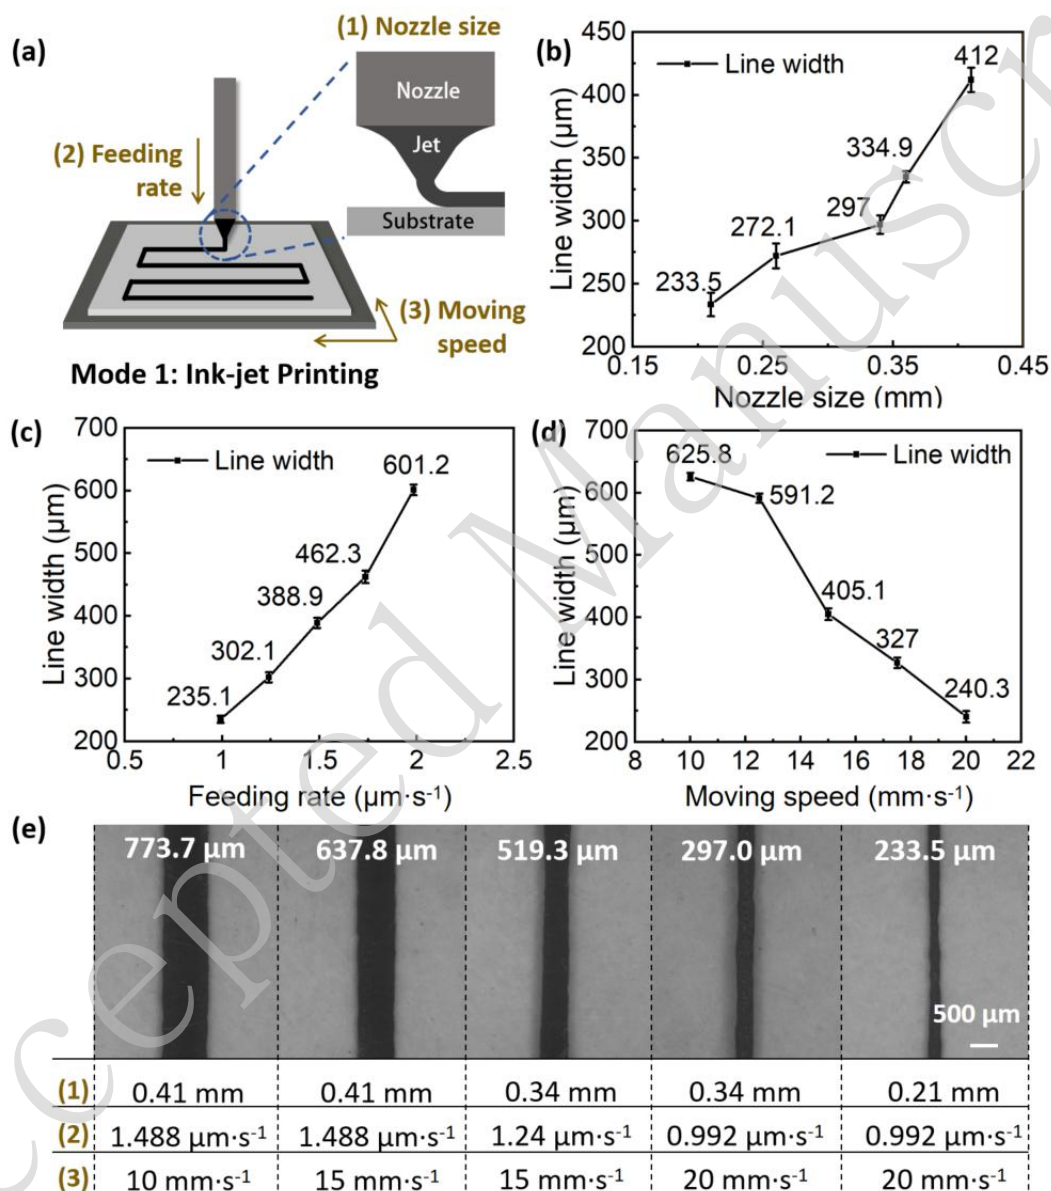 (a)
(1) Nozzle size
Nozzle
Jet
Substrate
(2) Feeding
rate
(3) Moving
speed
Mode 1: Ink-jet Printing
(b)
Line width
Line width (μm)
450
400
350
300
250
200
233.5
272.1
297
334.9
412
0.15
0.25
0.35
0.45
Nozzle size (mm)
(c)
Line width
Line width (μm)
700
600
500
400
300
200
235.1
302.1
388.9
462.3
601.2
0.5
1
1.5
2
2.5
Feeding rate (μm·s⁻¹)
(d)
Line width
Line width (μm)
700
600
500
400
300
200
625.8
591.2
405.1
327
240.3
8
10
12
14
16
18
20
22
Moving speed (mm·s⁻¹)
(e)
773.7 μm
637.8 μm
519.3 μm
297.0 μm
233.5 μm
500 μm
(1) 0.41 mm 0.41 mm 0.34 mm 0.34 mm 0.21 mm
(2) 1.488 μm·s⁻¹ 1.488 μm·s⁻¹ 1.24 μm·s⁻¹ 0.992 μm·s⁻¹ 0.992 μm·s⁻¹
(3) 10 mm·s⁻¹ 15 mm·s⁻¹ 15 mm·s⁻¹ 20 mm·s⁻¹ 20 mm·s⁻¹
cepted Manuscr